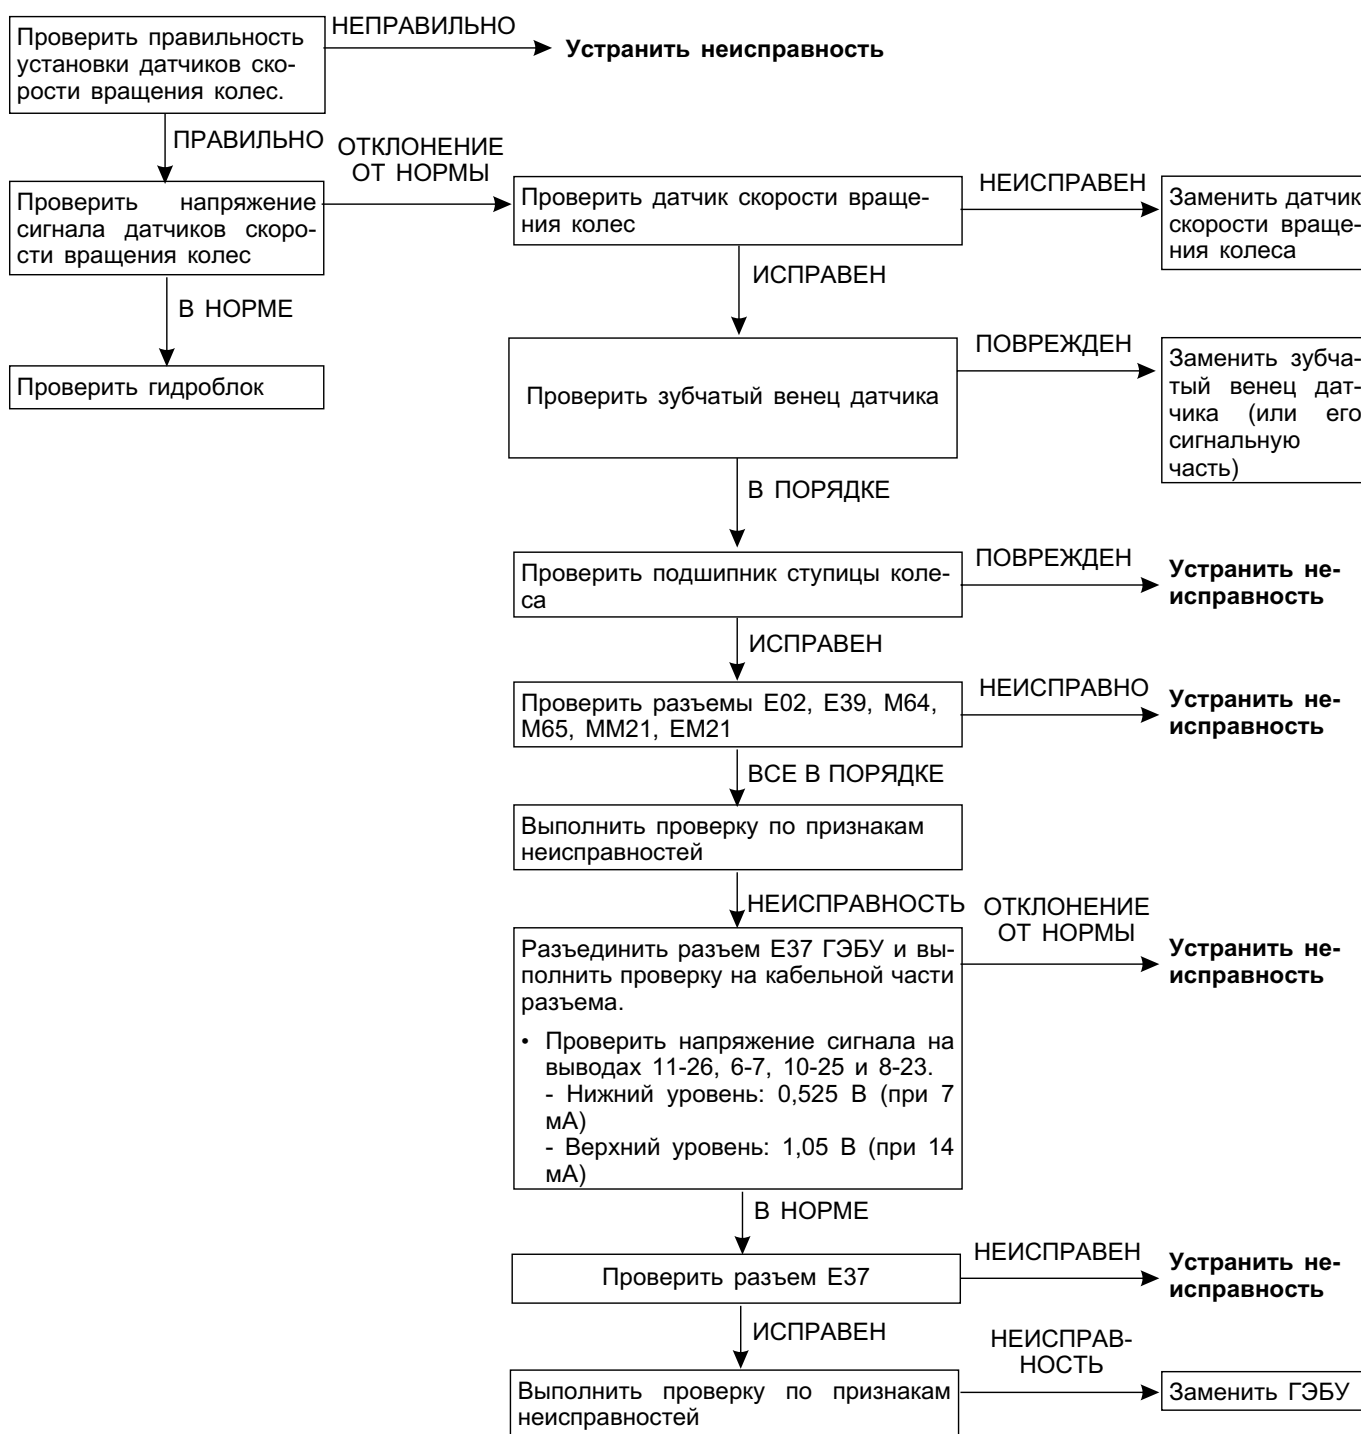 Проверить правильность
установки датчиков ско-
рости вращения колес.
НЕПРАВИЛЬНО
Устранить неисправность
ПРАВИЛЬНО
Проверить напряжение
сигнала датчиков скоро-
сти вращения колес
ОТКЛОНЕНИЕ
ОТ НОРМЫ
Проверить датчик скорости враще-
ния колес
НЕИСПРАВЕН
Заменить датчик
скорости враще-
ния колеса
В НОРМЕ
Проверить гидроблок
ИСПРАВЕН
Проверить зубчатый венец датчика
ПОВРЕЖДЕН
Заменить зубча-
тый венец дат-
чика (или его
сигнальную
часть)
В ПОРЯДКЕ
Проверить подшипник ступицы коле-
са
ПОВРЕЖДЕН
Устранить не-
исправность
ИСПРАВЕН
Проверить разъемы E02, E39, M64,
M65, MM21, EM21
НЕИСПРАВНО
Устранить не-
исправность
ВСЕ В ПОРЯДКЕ
Выполнить проверку по признакам
неисправностей
НЕИСПРАВНОСТЬ
Разъединить разъем E37 ГЭБУ и вы-
полнить проверку на кабельной части
разъема.
• Проверить напряжение сигнала на
выводах 11-26, 6-7, 10-25 и 8-23.
- Нижний уровень: 0,525 В (при 7
мА)
- Верхний уровень: 1,05 В (при 14
мА)
ОТКЛОНЕНИЕ
ОТ НОРМЫ
Устранить не-
исправность
В НОРМЕ
Проверить разъем E37
НЕИСПРАВЕН
Устранить не-
исправность
ИСПРАВЕН
Выполнить проверку по признакам
неисправностей
НЕИСПРАВ-
НОСТЬ
Заменить ГЭБУ